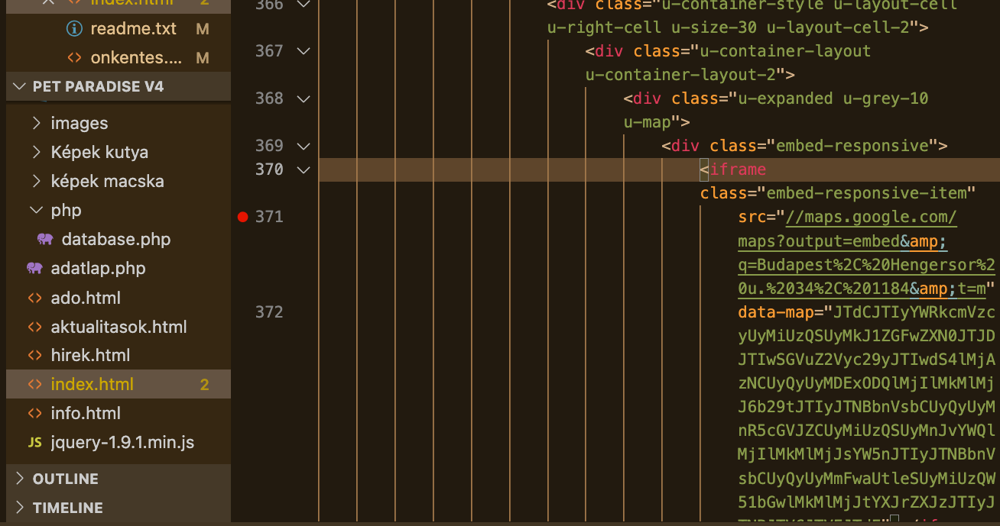 index.html 2
readme.txt M
onkentes.... M
PET PARADISE V4
images
Képek kutya
képek macska
php
database.php
adatlap.php
ado.html
aktualitasok.html
hirek.html
index.html 2
info.html
JS jquery-1.9.1.min.js
OUTLINE
TIMELINE
366 <div class="u-container-style u-layout-cell
u-right-cell u-size-30 u-layout-cell-2">
367 <div class="u-container-layout
u-container-layout-2">
368 <div class="u-expanded u-grey-10
u-map">
369 <div class="embed-responsive">
370 <iframe
class="embed-responsive-item"
371 src="//maps.google.com/
maps?output=embed&amp;
q=Budapest%2C%20Hengersor%2
0u.%2034%2C%201184&amp;t=m"
372 data-map="JTdCJTIyYWRkcmVzc
yUyMiUzQSUyMkJ1ZGFwZXN0JTJD
JTIwSGVuZ2Vyc29yJTIwdS4lMjA
zNCUyQyUyMDExODQlMjIlMkMlMj
J6b29tJTIyJTNBbnVsbCUyQyUyM
nR5cGVJZCUyMiUzQSUyMnJvYWQl
MjIlMkMlMjJsYW5nJTIyJTNBbnV
sbCUyQyUyMmFwaUtleSUyMiUzQW
51bGwlMkMlMjJtYXJrZXJzJTIyJ